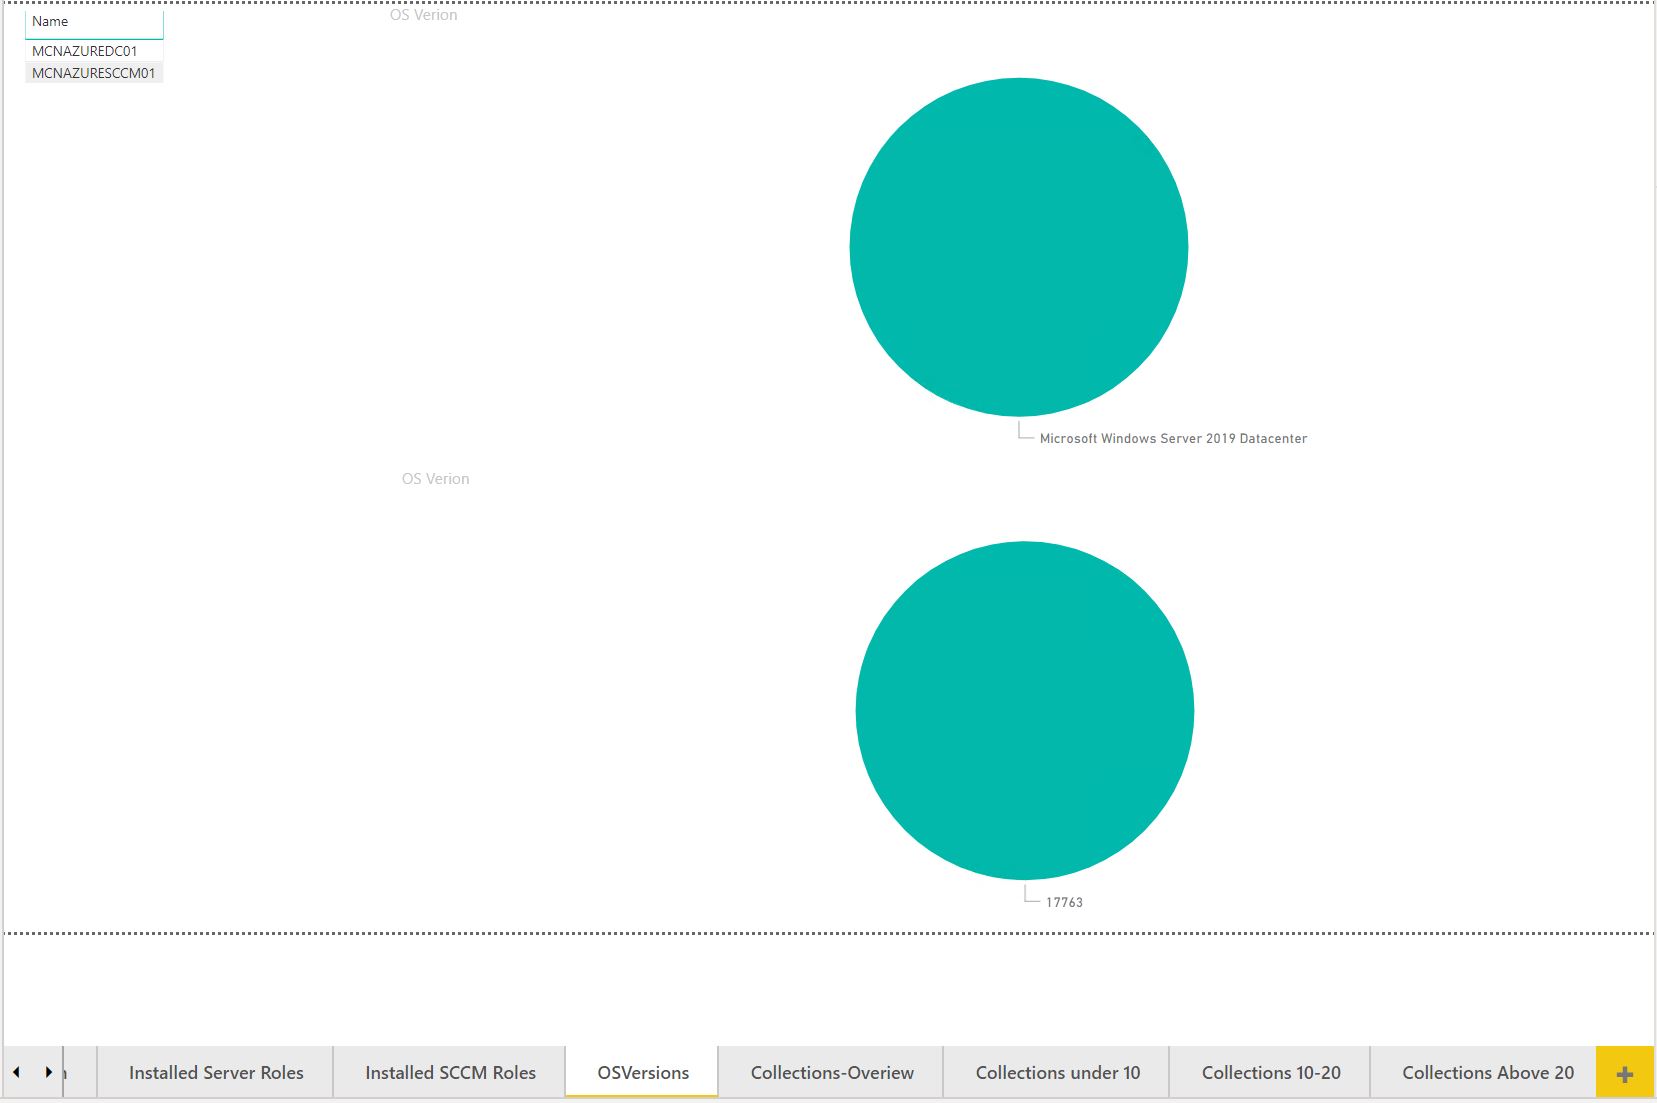 Name
MCNAZUREDC01
MCNAZURESCCM01
OS Verion
Microsoft Windows Server 2019 Datacenter
OS Verion
17763
Installed Server Roles
Installed SCCM Roles
OSVersions
Collections-Overiew
Collections under 10
Collections 10-20
Collections Above 20